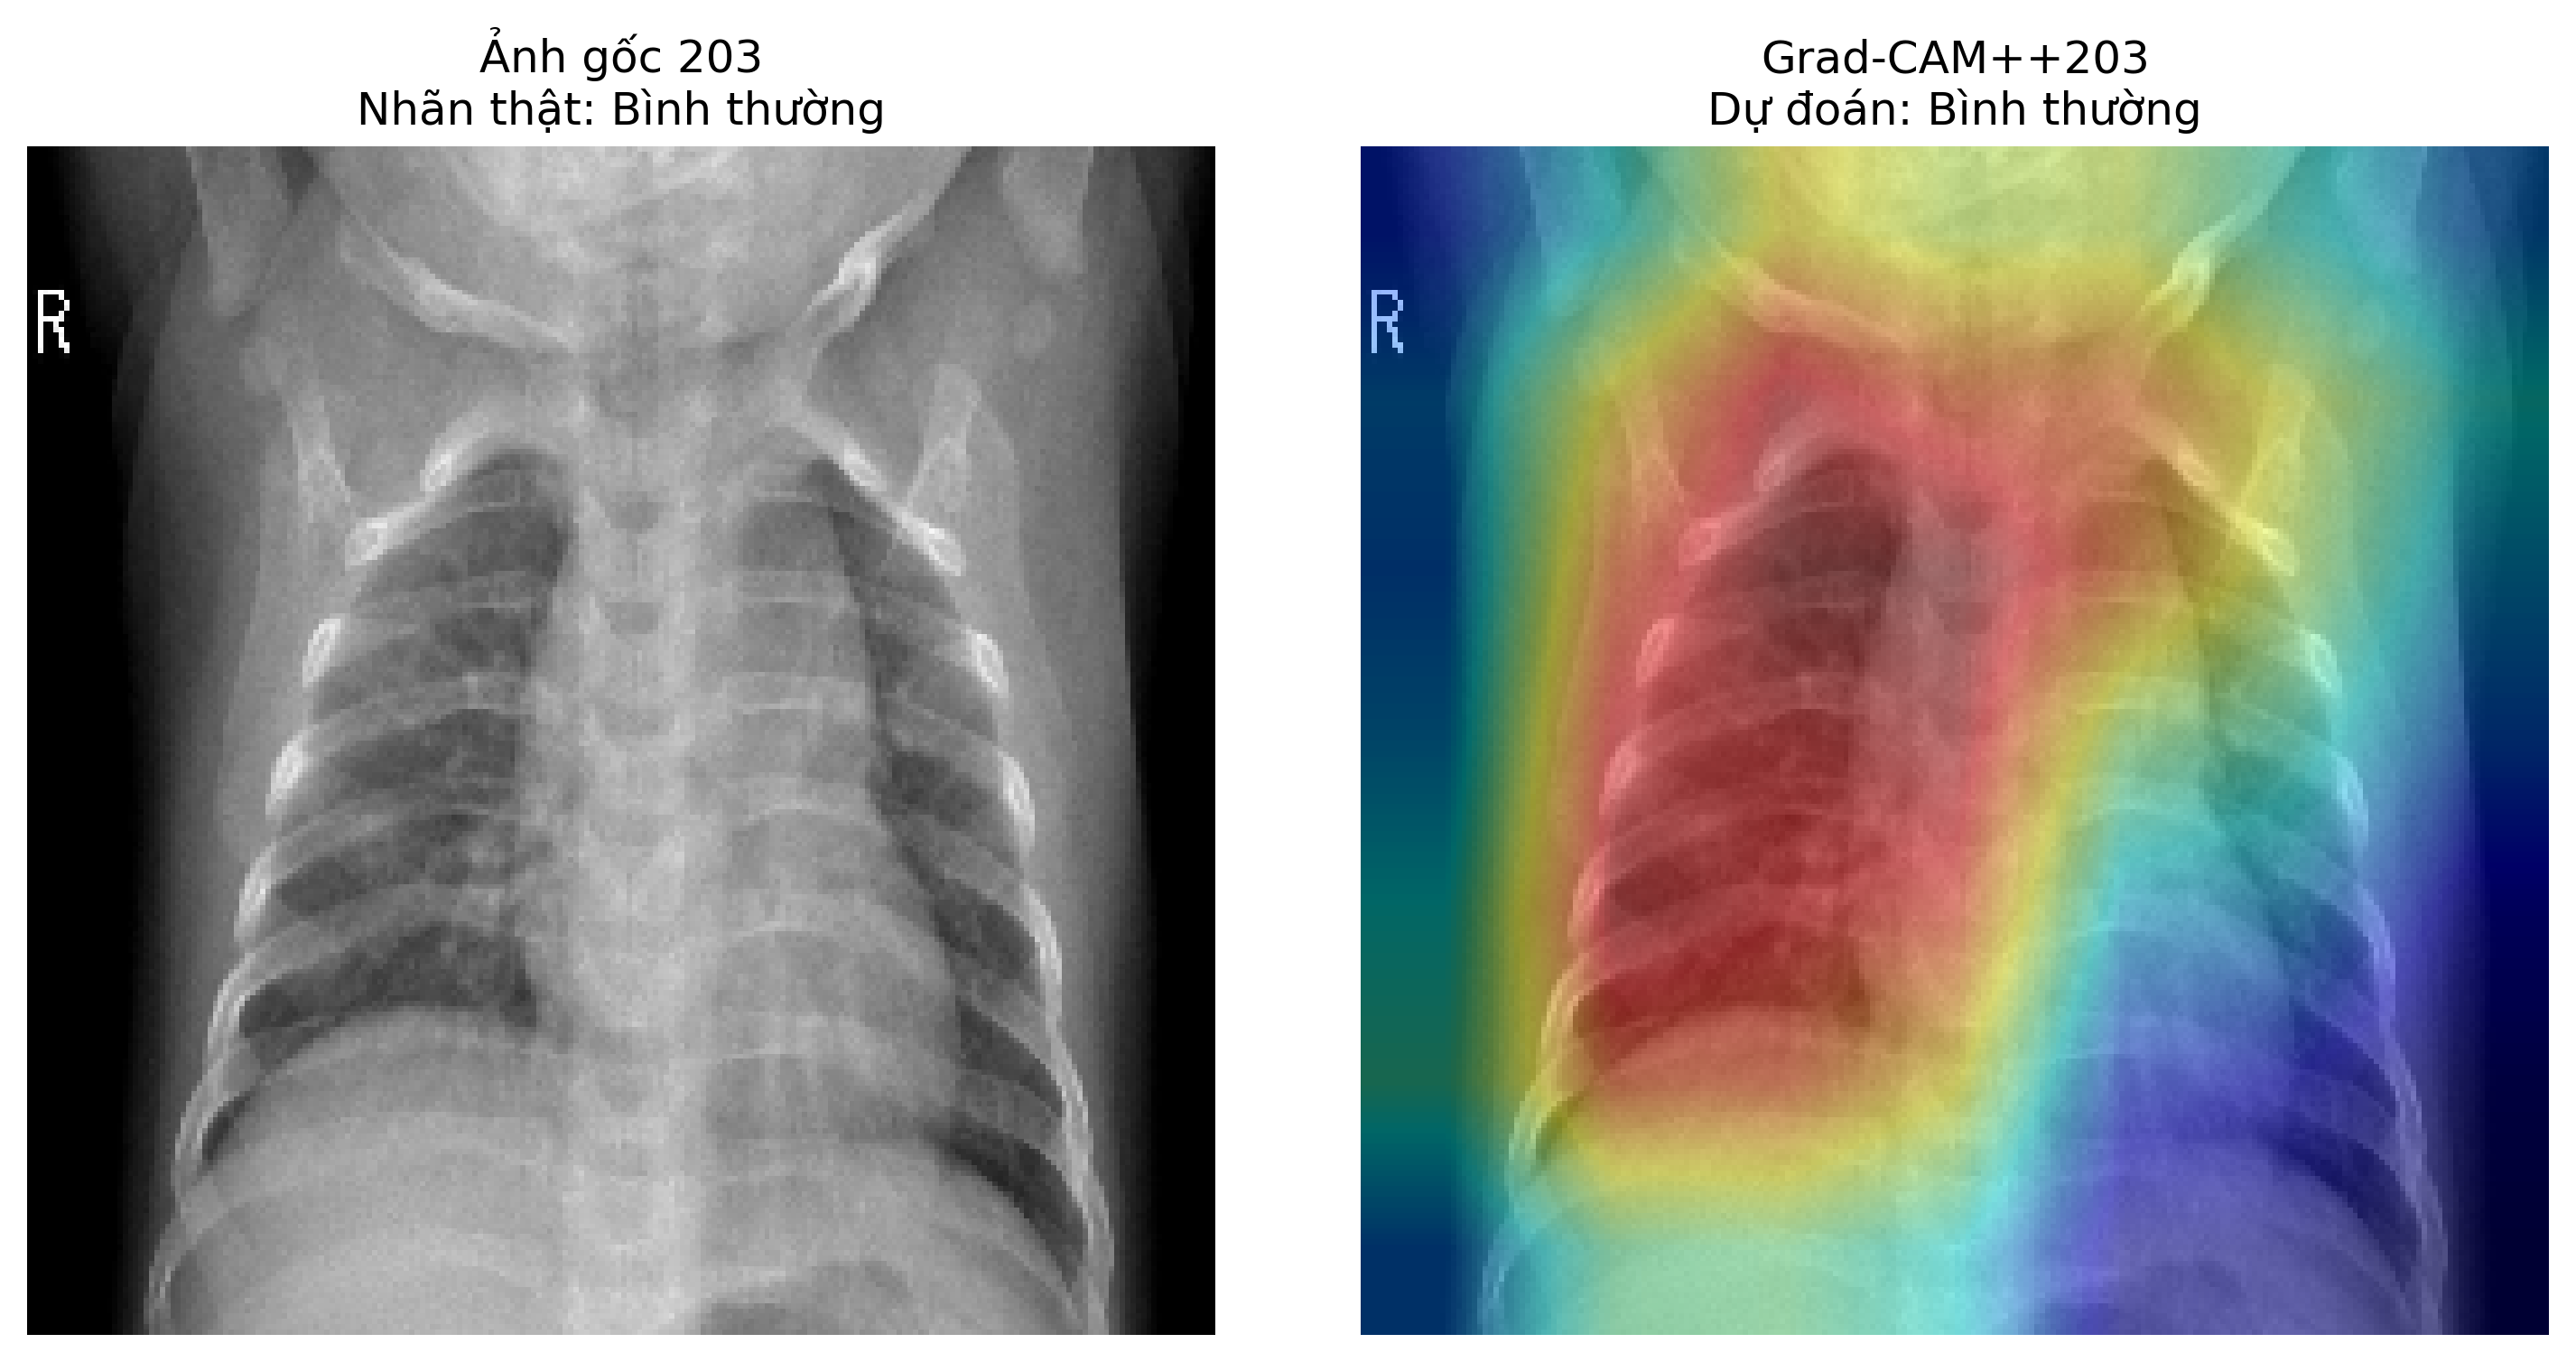 Ảnh gốc 203
Nhãn thật: Bình thường
Grad-CAM++203
Dự đoán: Bình thường
R
R